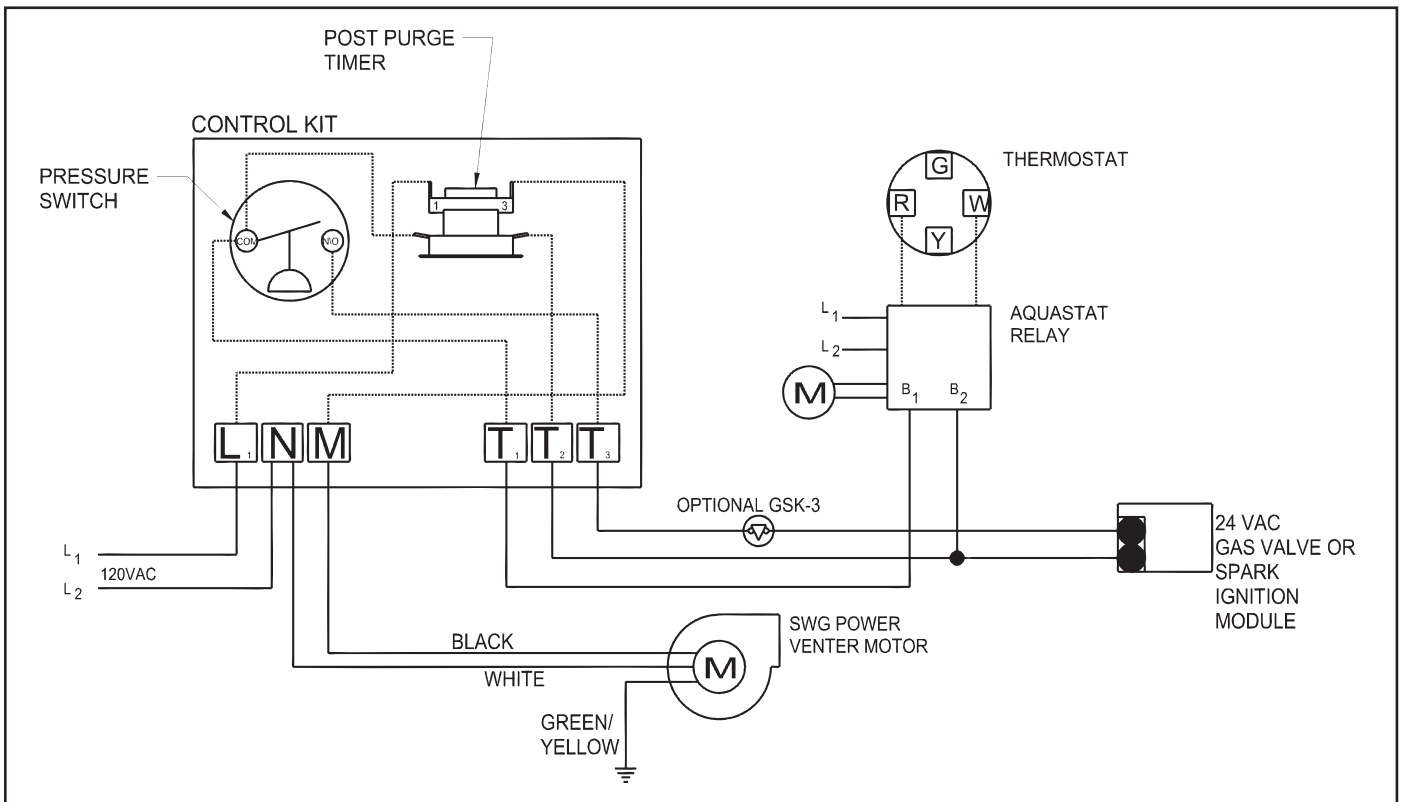 POST PURGE
TIMER
CONTROL KIT
PRESSURE
SWITCH
COM
N\O
1
3
THERMOSTAT
G
R
W
Y
L1
L2
AQUASTAT
RELAY
M
B1
B2
L1
N
M
T1
T2
T3
OPTIONAL GSK-3
24 VAC
GAS VALVE OR
SPARK
IGNITION
MODULE
L1
120VAC
L2
BLACK
WHITE
GREEN/
YELLOW
M
SWG POWER
VENTER MOTOR